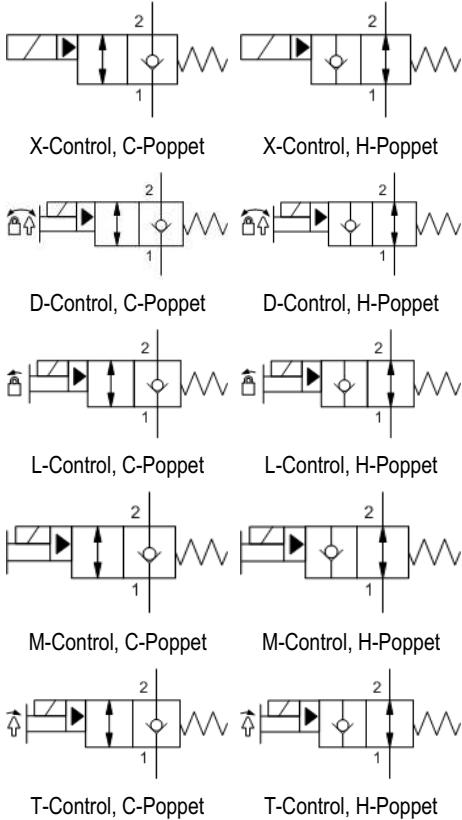 2 2
1 1
X-Control, C-Poppet X-Control, H-Poppet
2 2
1 1
D-Control, C-Poppet D-Control, H-Poppet
2 2
1 1
L-Control, C-Poppet L-Control, H-Poppet
2 2
1 1
M-Control, C-Poppet M-Control, H-Poppet
2 2
1 1
T-Control, C-Poppet T-Control, H-Poppet